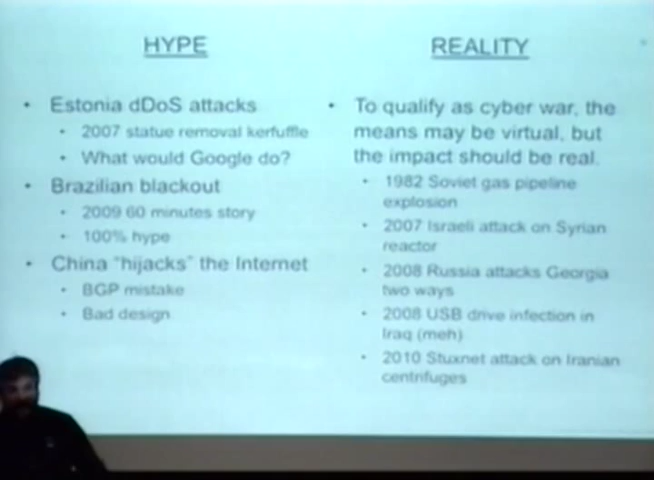 HYPE
• Estonia dDoS attacks
• 2007 statue removal kerfuffle
• What would Google do?
• Brazilian blackout
• 2009 60 minutes story
• 100% hype
• China "hijacks" the Internet
• BGP mistake
• Bad design
REALITY
• To qualify as cyber war, the
means may be virtual, but
the impact should be real.
• 1982 Soviet gas pipeline
explosion
• 2007 Israeli attack on Syrian
reactor
• 2008 Russia attacks Georgia
two ways
• 2008 USB drive infection in
Iraq (meh)
• 2010 Stuxnet attack on Iranian
centrifuges